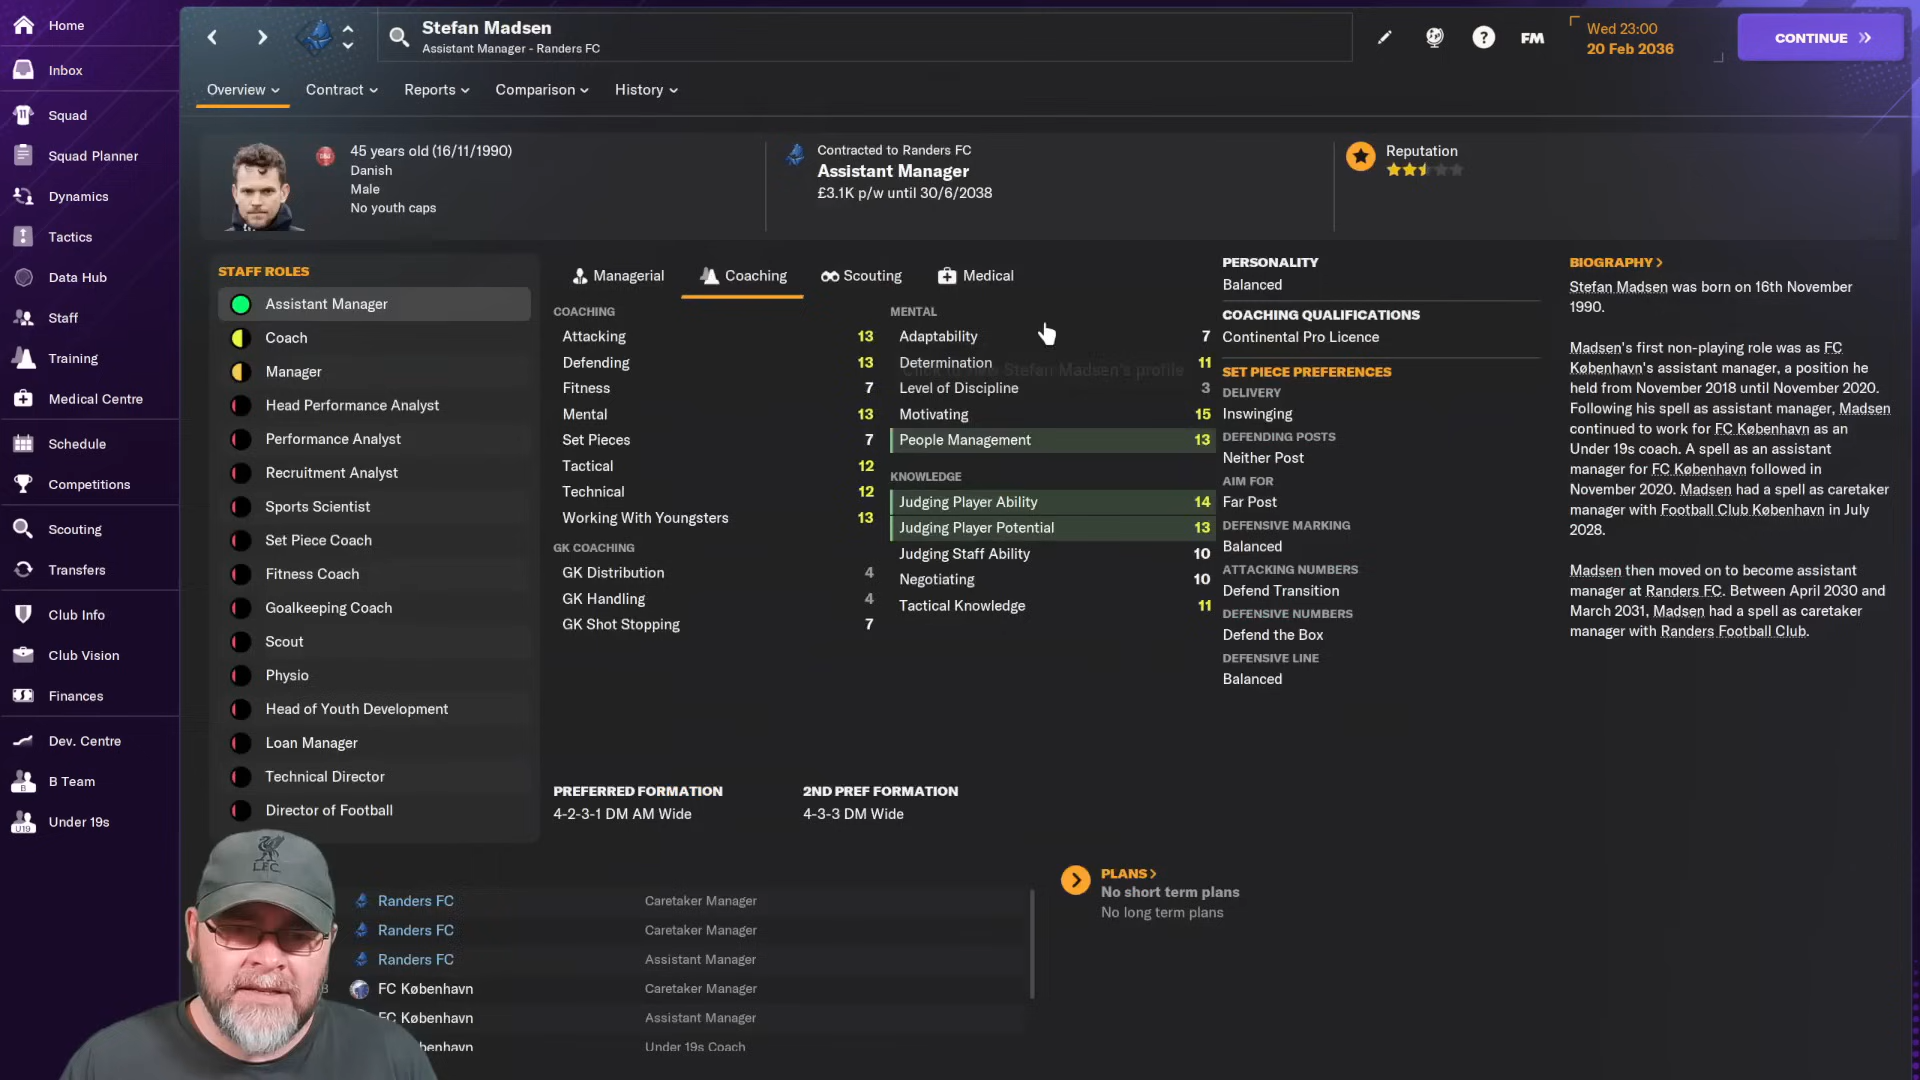 Home
Inbox
Squad
Squad Planner
Dynamics
Tactics
Data Hub
Staff
Training
Medical Centre
Schedule
Competitions
Scouting
Transfers
Club Info
Club Vision
Finances
Dev. Centre
B Team
Under 19s
Stefan Madsen
Assistant Manager - Randers FC
FM
Wed 23:00
20 Feb 2036
CONTINUE
Overview
Contract
Reports
Comparison
History
45 years old (16/11/1990)
Danish
Male
No youth caps
Contracted to Randers FC
Assistant Manager
£3.1K p/w until 30/6/2038
Reputation
STAFF ROLES
Assistant Manager
Coach
Manager
Head Performance Analyst
Performance Analyst
Recruitment Analyst
Sports Scientist
Set Piece Coach
Fitness Coach
Goalkeeping Coach
Scout
Physio
Head of Youth Development
Loan Manager
Technical Director
Director of Football
Managerial
Coaching
Scouting
Medical
COACHING
Attacking 13
Defending 13
Fitness 7
Mental 13
Set Pieces 7
Tactical 12
Technical 12
Working With Youngsters 13
GK COACHING
GK Distribution 4
GK Handling 4
GK Shot Stopping 7
MENTAL
Adaptability 7
Determination 11
Stefan Madsen's profile
Level of Discipline 3
Motivating 15
People Management 13
KNOWLEDGE
Judging Player Ability 14
Judging Player Potential 13
Judging Staff Ability 10
Negotiating 10
Tactical Knowledge 11
PREFERRED FORMATION
4-2-3-1 DM AM Wide
2ND PREF FORMATION
4-3-3 DM Wide
PERSONALITY
Balanced
COACHING QUALIFICATIONS
Continental Pro Licence
SET PIECE PREFERENCES
DELIVERY
Inswinging
DEFENDING POSTS
Neither Post
AIM FOR
Far Post
DEFENSIVE MARKING
Balanced
ATTACKING NUMBERS
Defend Transition
DEFENSIVE NUMBERS
Defend the Box
DEFENSIVE LINE
Balanced
BIOGRAPHY
Stefan Madsen was born on 16th November
1990.
Madsen's first non-playing role was as FC
København's assistant manager, a position he
held from November 2018 until November 2020.
Following his spell as assistant manager, Madsen
continued to work for FC København as an
Under 19s coach. A spell as an assistant
manager for FC København followed in
November 2020. Madsen had a spell as caretaker
manager with Football Club København in July
2028.
Madsen then moved on to become assistant
manager at Randers FC. Between April 2030 and
March 2031, Madsen had a spell as caretaker
manager with Randers Football Club.
Randers FC Caretaker Manager
Randers FC Caretaker Manager
Randers FC Assistant Manager
FC København Caretaker Manager
FC København Assistant Manager
Under 19s Coach
PLANS
No short term plans
No long term plans
L.F.C.